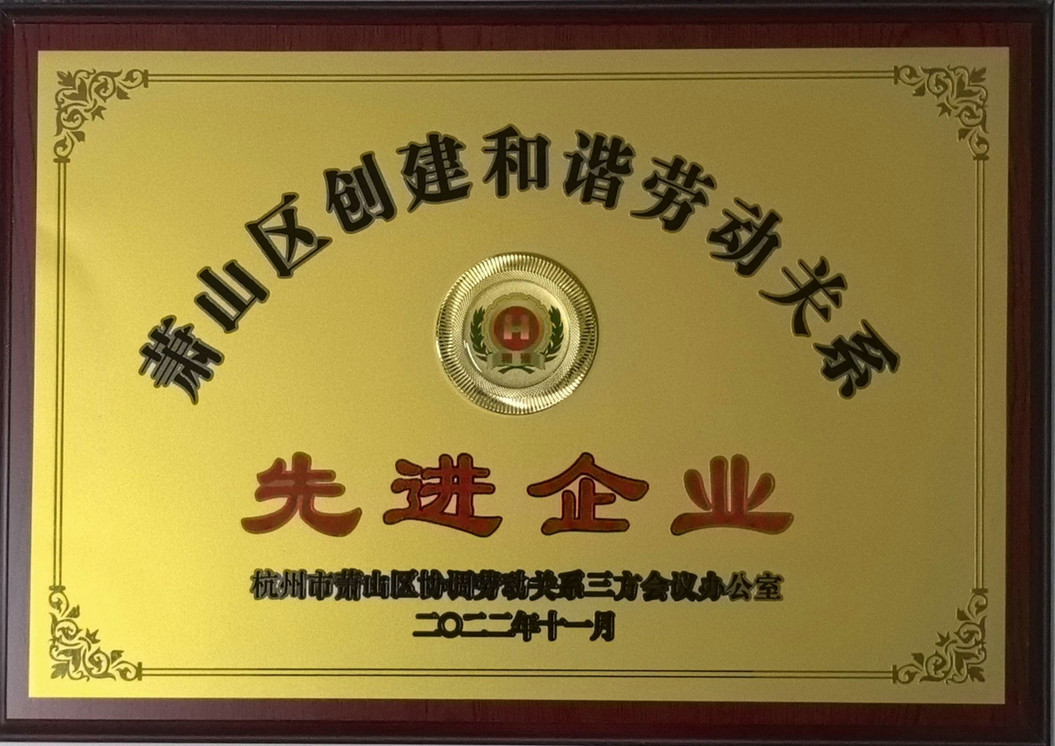 萧山区创建和谐劳动关系
H
先进企业
杭州市萧山区协调劳动关系三方会议办公室
二〇二二年十一月